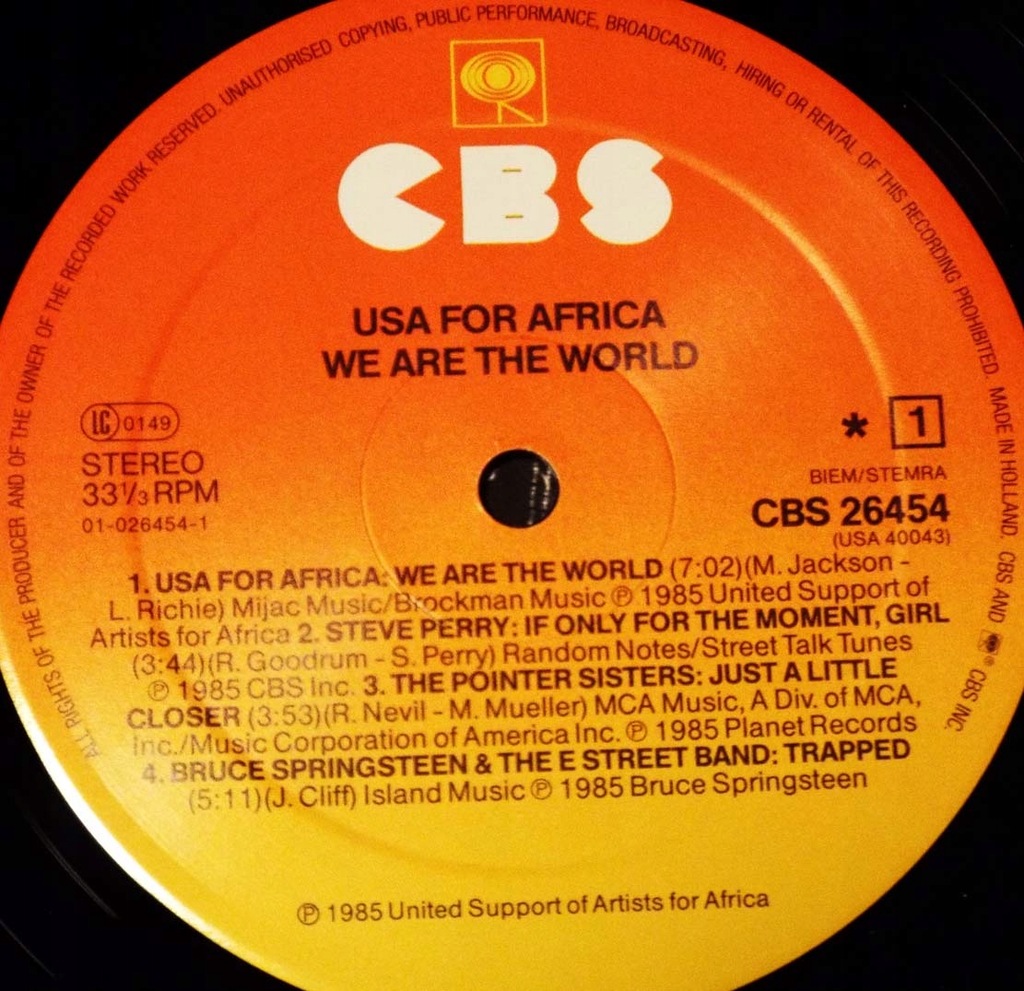 ALL RIGHTS OF THE PRODUCER AND OF THE OWNER OF THE RECORDED WORK RESERVED. UNAUTHORISED COPYING, PUBLIC PERFORMANCE, BROADCASTING, HIRING OR RENTAL OF THIS RECORDING PROHIBITED. MADE IN HOLLAND. CBS AND ® CBS INC.
CBS
USA FOR AFRICA
WE ARE THE WORLD
LC 0149
STEREO
33 1/3 RPM
01-026454-1
* 1
BIEM/STEMRA
CBS 26454
(USA 40043)
1. USA FOR AFRICA: WE ARE THE WORLD (7:02)(M. Jackson -
L. Richie) Mijac Music/Brockman Music ℗ 1985 United Support of
Artists for Africa 2. STEVE PERRY: IF ONLY FOR THE MOMENT, GIRL
(3:44)(R. Goodrum - S. Perry) Random Notes/Street Talk Tunes
℗ 1985 CBS Inc. 3. THE POINTER SISTERS: JUST A LITTLE
CLOSER (3:53)(R. Nevil - M. Mueller) MCA Music, A Div. of MCA,
Inc./Music Corporation of America Inc. ℗ 1985 Planet Records
4. BRUCE SPRINGSTEEN & THE E STREET BAND: TRAPPED
(5:11)(J. Cliff) Island Music ℗ 1985 Bruce Springsteen
℗ 1985 United Support of Artists for Africa